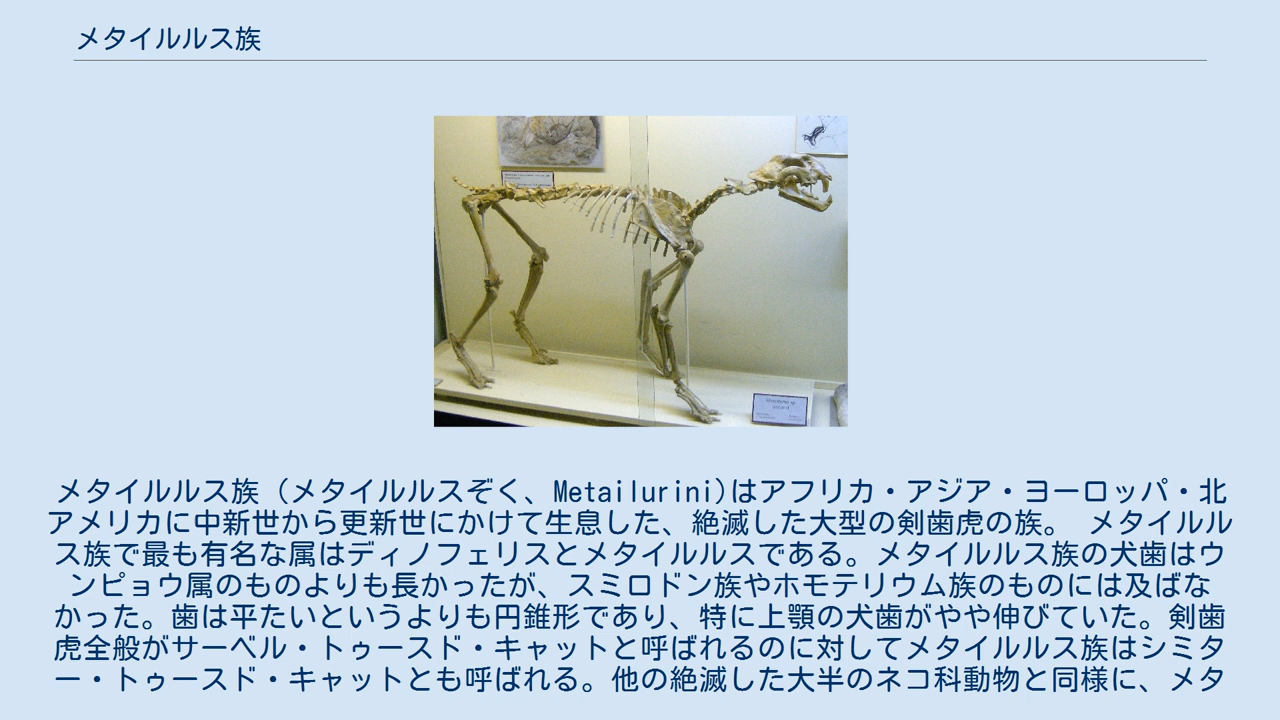 メタイルルス族
メタイルルス族（メタイルルスぞく、Metailurini)はアフリカ・アジア・ヨーロッパ・北
アメリカに中新世から更新世にかけて生息した、絶滅した大型の剣歯虎の族。 メタイルル
ス族で最も有名な属はディノフェリスとメタイルルスである。メタイルルス族の犬歯はウ
ンピョウ属のものよりも長かったが、スミロドン族やホモテリウム族のものには及ばな
かった。歯は平たいというよりも円錐形であり、特に上顎の犬歯がやや伸びていた。剣歯
虎全般がサーベル・トゥースド・キャットと呼ばれるのに対してメタイルルス族はシミタ
ー・トゥースド・キャットとも呼ばれる。他の絶滅した大半のネコ科動物と同様に、メタ